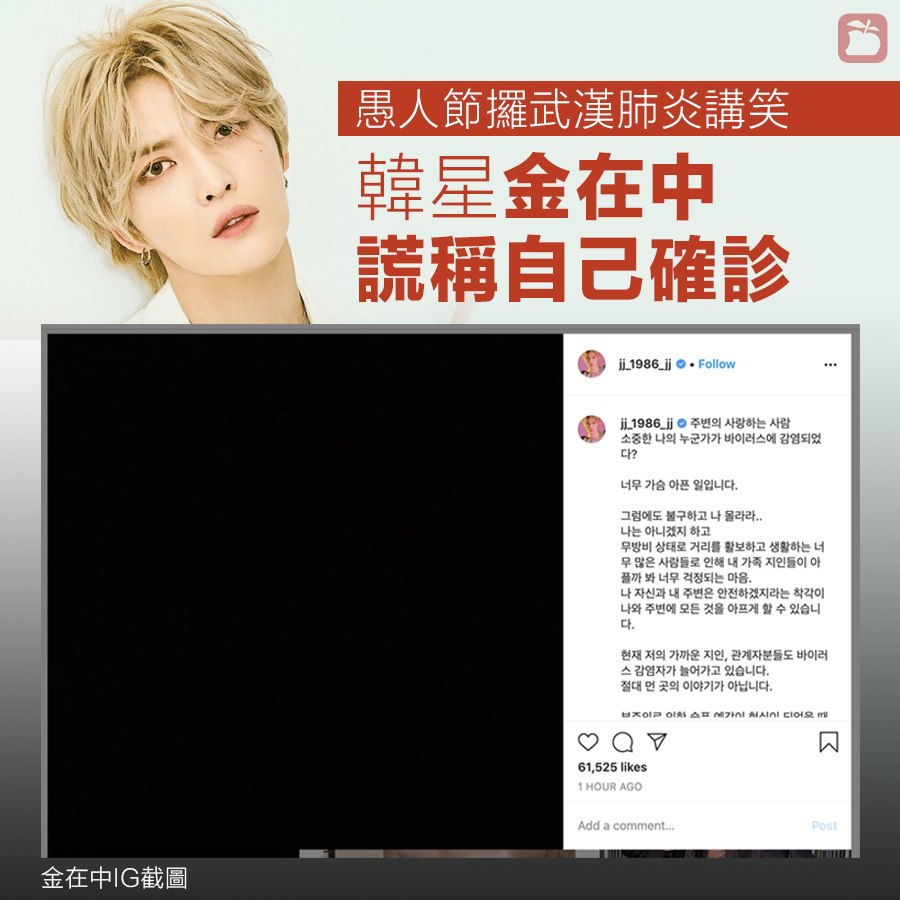 愚人節攞武漢肺炎講笑
韓星金在中
謊稱自己確診
jj_1986_jj • Follow
jj_1986_jj 주변의 사랑하는 사람
소중한 나의 누군가가 바이러스에 감염되었
다?
너무 가슴 아픈 일입니다.
그럼에도 불구하고 나 몰라라..
나는 아니겠지 하고
무방비 상태로 거리를 활보하고 생활하는 너
무 많은 사람들로 인해 내 가족 지인들이 아
플까 봐 너무 걱정되는 마음.
나 자신과 내 주변은 안전하겠지라는 착각이
나와 주변에 모든 것을 아프게 할 수 있습니
다.
현재 저의 가까운 지인, 관계자분들도 바이러
스 감염자가 늘어가고 있습니다.
절대 먼 곳의 이야기가 아닙니다.
61,525 likes
1 HOUR AGO
Add a comment...
Post
金在中IG截圖